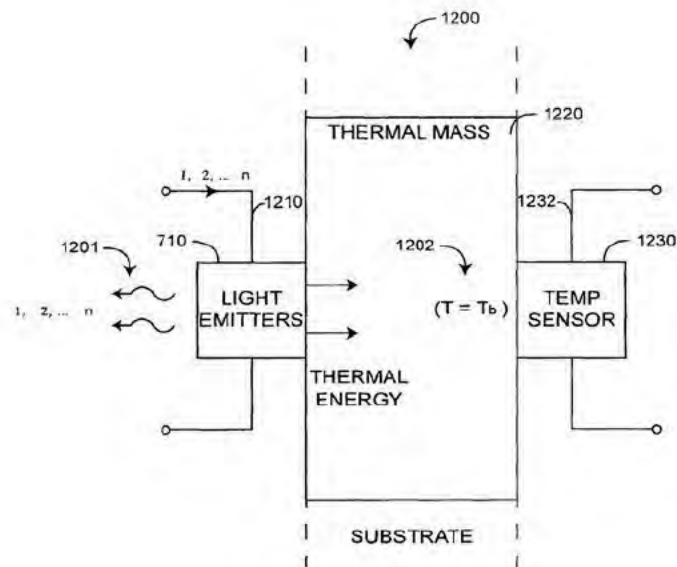 1200
1220
THERMAL MASS
1, 2, ... n
1210
1232
710
1230
1201
1202
LIGHT
EMITTERS
(T = Tb)
TEMP
SENSOR
1, 2, ... n
THERMAL
ENERGY
SUBSTRATE